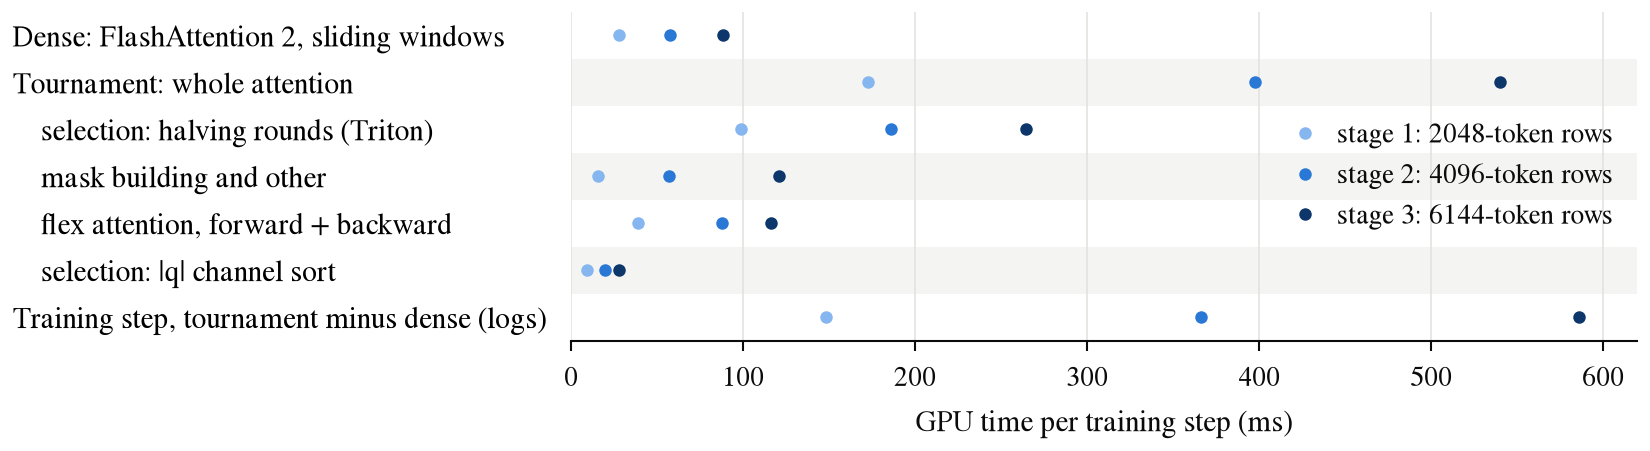 Dense: FlashAttention 2, sliding windows
Tournament: whole attention
selection: halving rounds (Triton)
mask building and other
flex attention, forward + backward
selection: |q| channel sort
Training step, tournament minus dense (logs)
stage 1: 2048-token rows
stage 2: 4096-token rows
stage 3: 6144-token rows
0 100 200 300 400 500 600
GPU time per training step (ms)